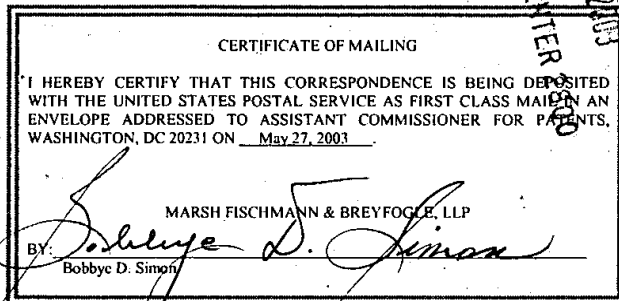 2003
CERTIFICATE OF MAILING
I HEREBY CERTIFY THAT THIS CORRESPONDENCE IS BEING DEPOSITED
WITH THE UNITED STATES POSTAL SERVICE AS FIRST CLASS MAIL IN AN
ENVELOPE ADDRESSED TO ASSISTANT COMMISSIONER FOR PATENTS,
WASHINGTON, DC 20231 ON May 27, 2003.
MARSH FISCHMANN & BREYFOGLE, LLP
BY: Bobbye D. Simon
Bobbye D. Simon